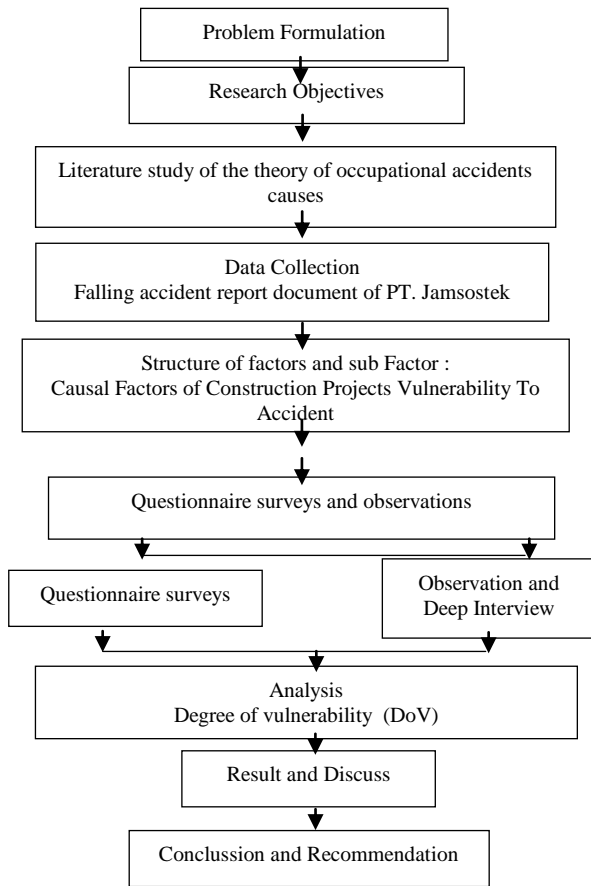 Problem Formulation
Research Objectives
Literature study of the theory of occupational accidents
causes
Data Collection
Falling accident report document of PT. Jamsostek
Structure of factors and sub Factor :
Causal Factors of Construction Projects Vulnerability To
Accident
Questionnaire surveys and observations
Questionnaire surveys
Observation and
Deep Interview
Analysis
Degree of vulnerability (DoV)
Result and Discuss
Conclussion and Recommendation